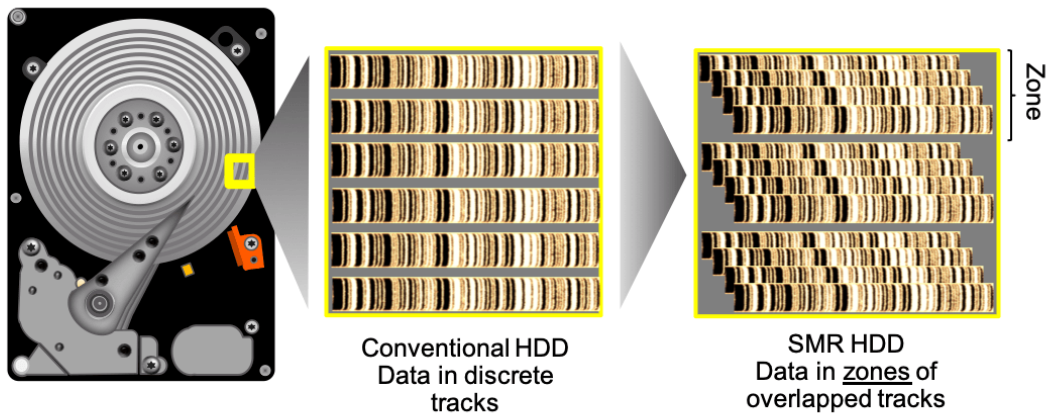 Zone
Conventional HDD
Data in discrete
tracks
SMR HDD
Data in zones of
overlapped tracks